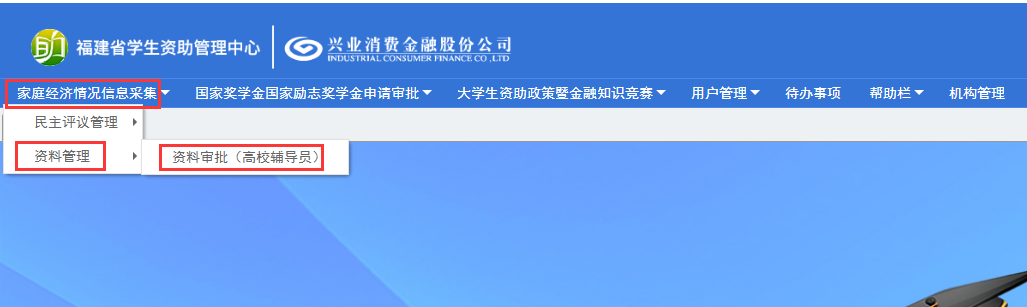 福建省学生资助管理中心
兴业消费金融股份公司
INDUSTRIAL CONSUMER FINANCE CO.,LTD
家庭经济情况信息采集 国家奖学金国家励志奖学金申请审批 大学生资助政策暨金融知识竞赛 用户管理 待办事项 帮助栏 机构管理
民主评议管理
资料管理 资料审批（高校辅导员）